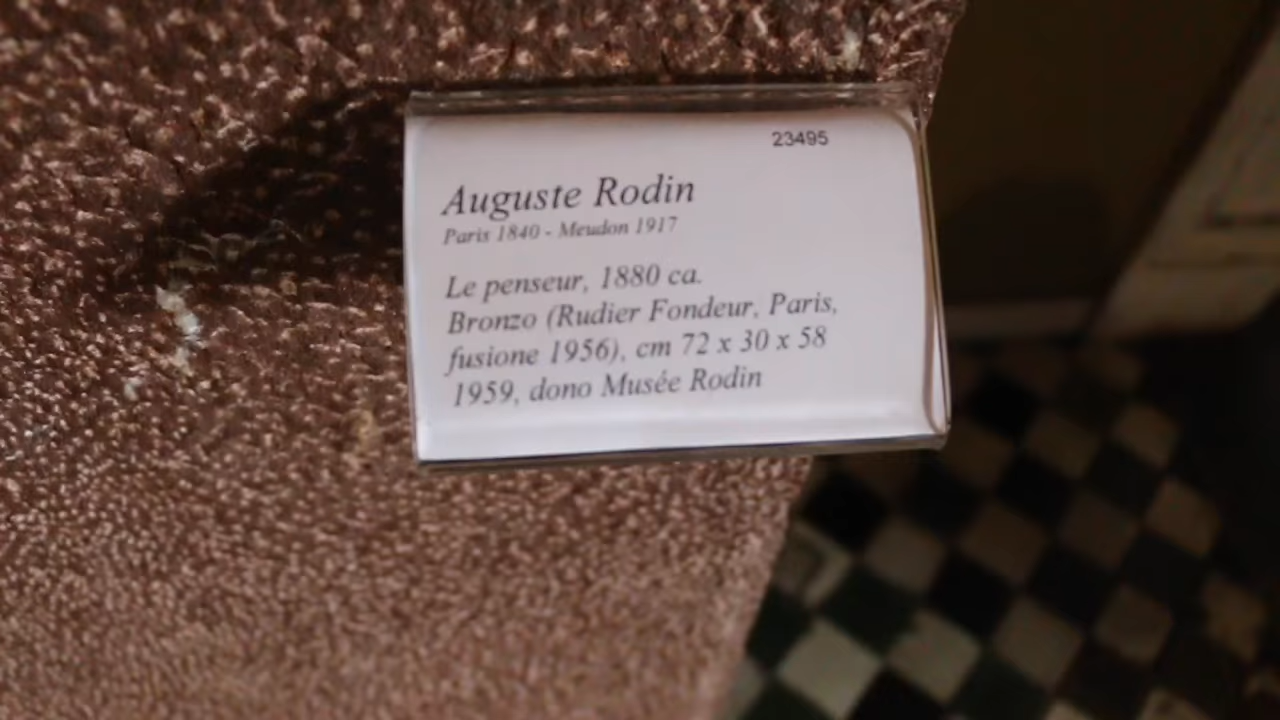 23495
Auguste Rodin
Paris 1840 - Meudon 1917
Le penseur, 1880 ca.
Bronzo (Rudier Fondeur, Paris,
fusione 1956), cm 72 x 30 x 58
1959, dono Musée Rodin